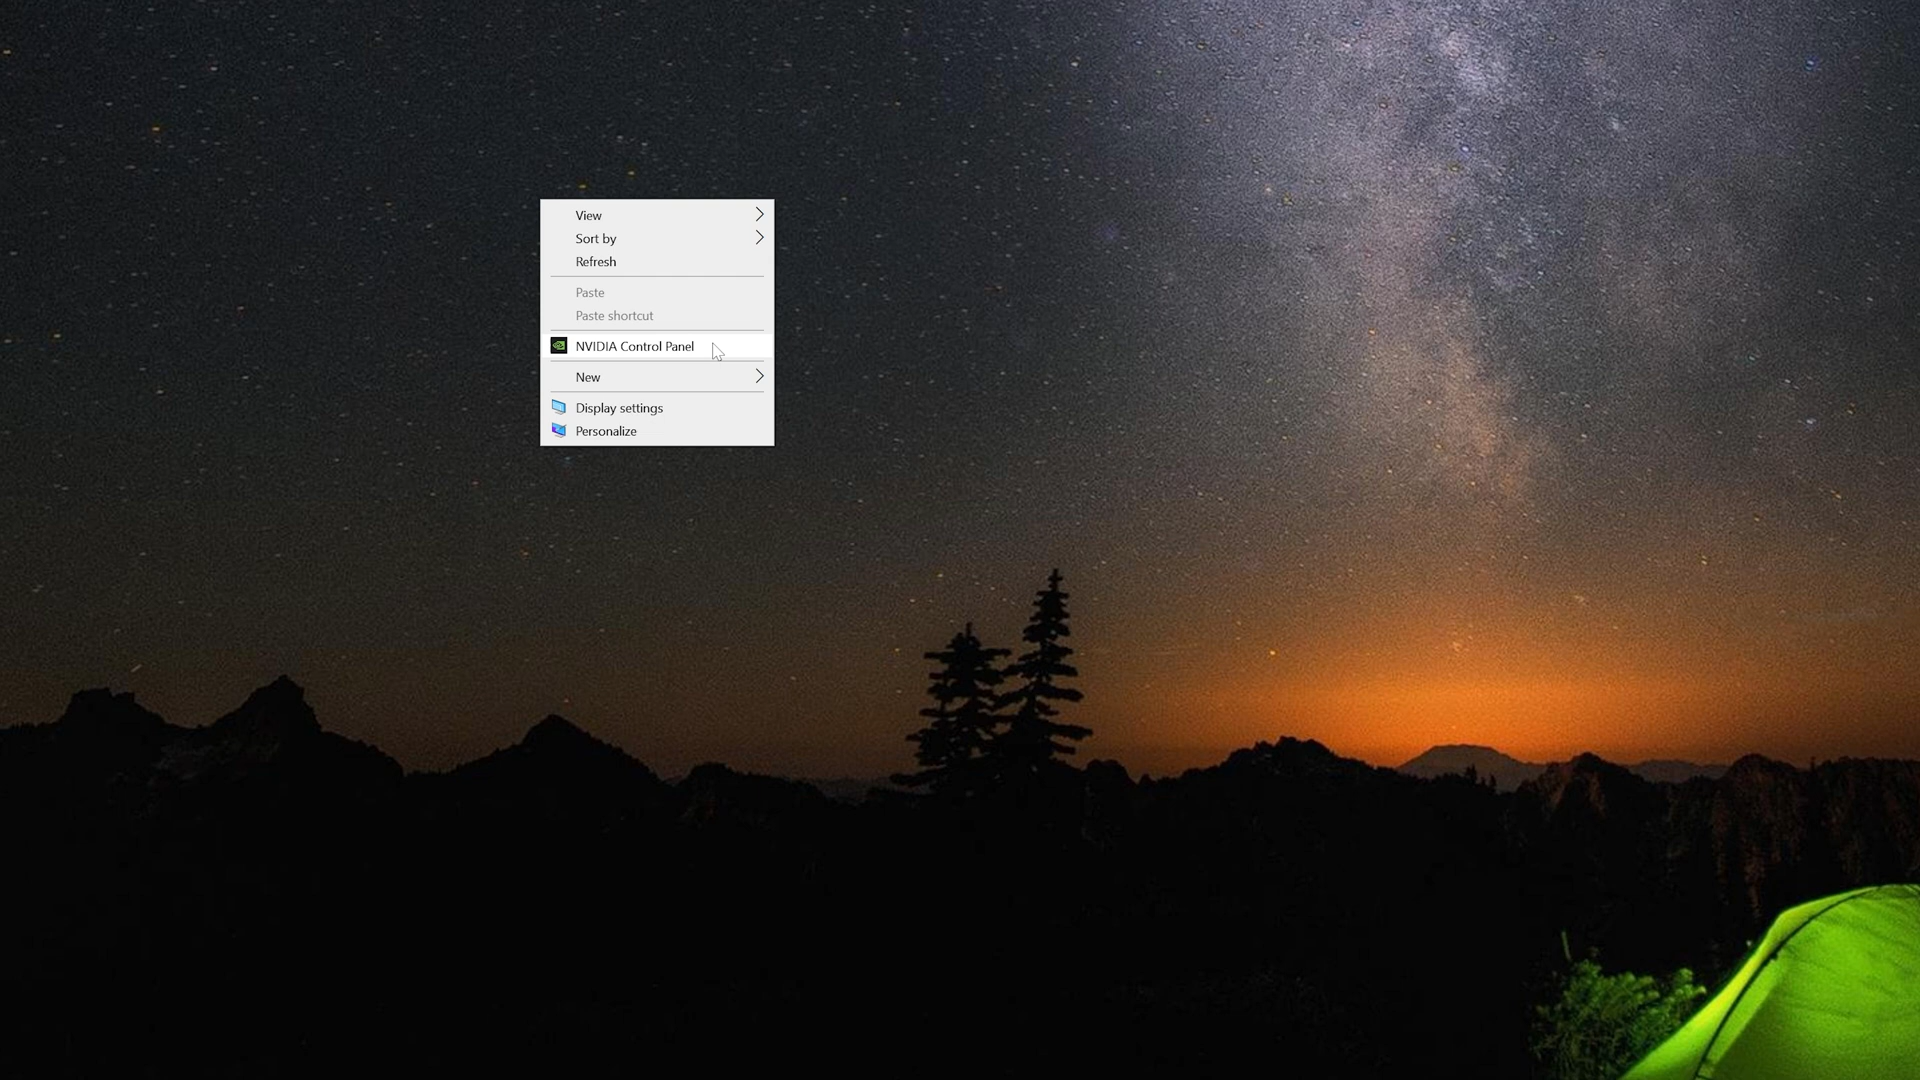 View
Sort by
Refresh
Paste
Paste shortcut
NVIDIA Control Panel
New
Display settings
Personalize